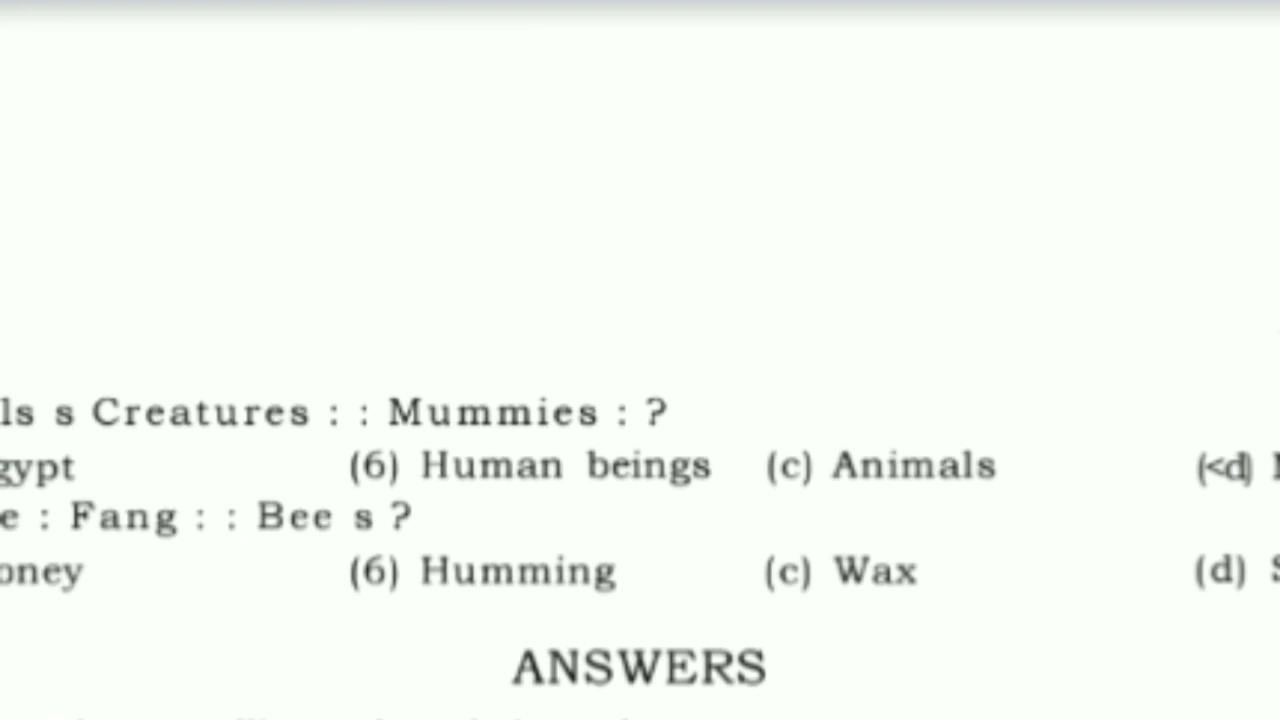 ls s Creatures : : Mummies : ?
gypt (6) Human beings (c) Animals (<d)
e : Fang : : Bee s ?
oney (6) Humming (c) Wax (d) S
ANSWERS